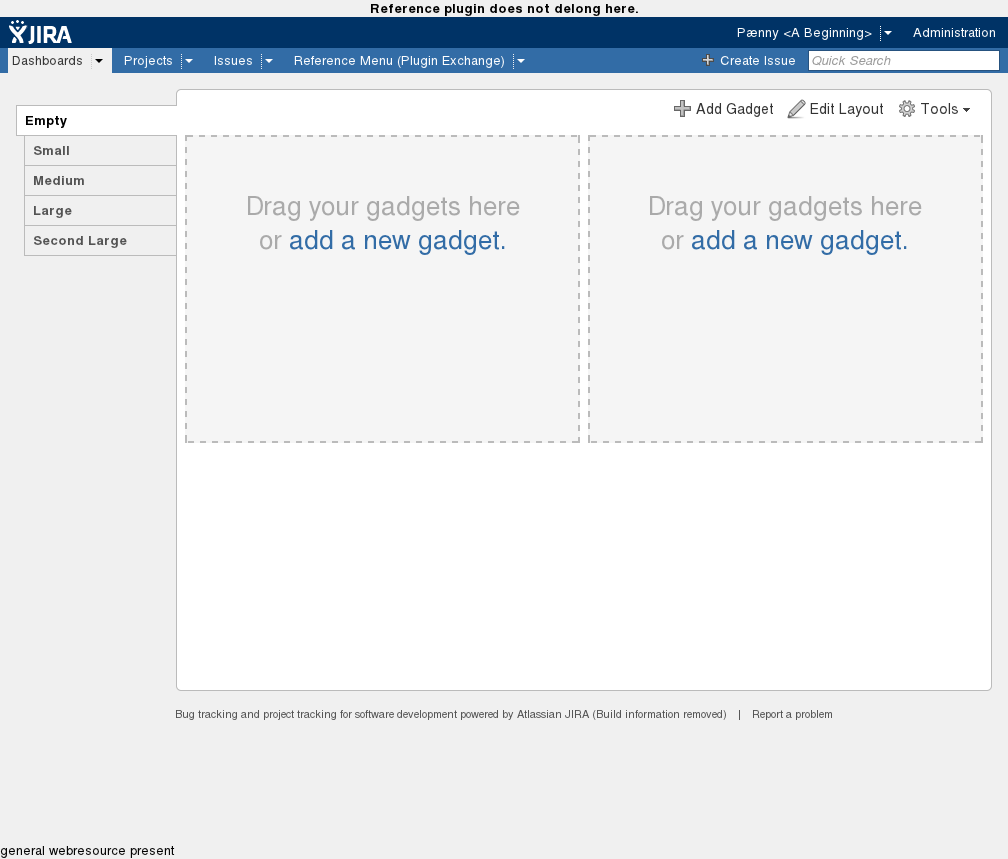 Reference plugin does not delong here.
JIRA
Pænny <A Beginning>
Administration
Dashboards
Projects
Issues
Reference Menu (Plugin Exchange)
Create Issue
Quick Search
Empty
Small
Medium
Large
Second Large
Add Gadget
Edit Layout
Tools
Drag your gadgets here
or add a new gadget.
Drag your gadgets here
or add a new gadget.
Bug tracking and project tracking for software development powered by Atlassian JIRA (Build information removed) | Report a problem
general webresource present